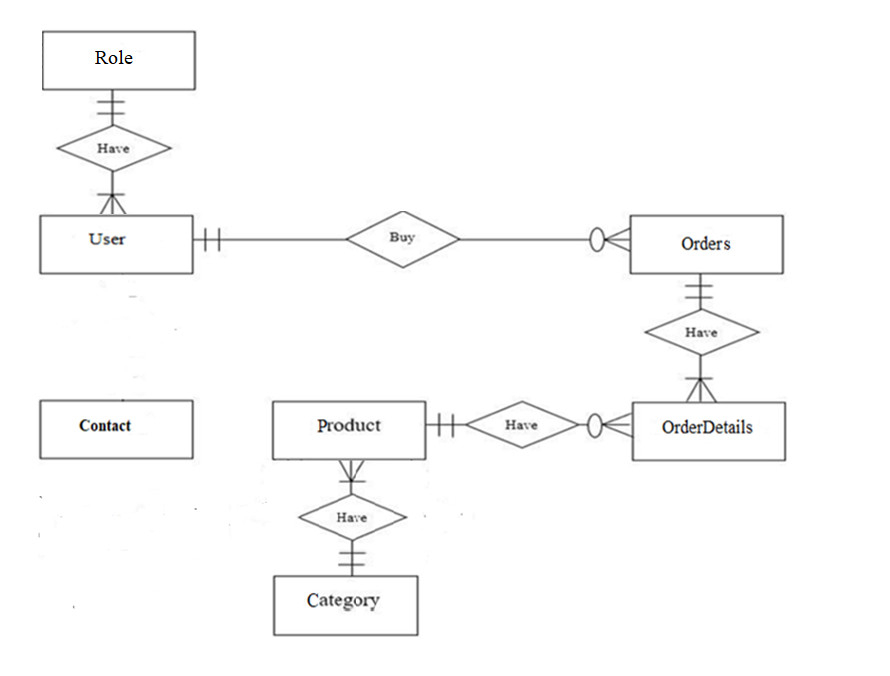 Role
Have
User
Buy
Orders
Have
Contact
Product
Have
OrderDetails
Have
Category